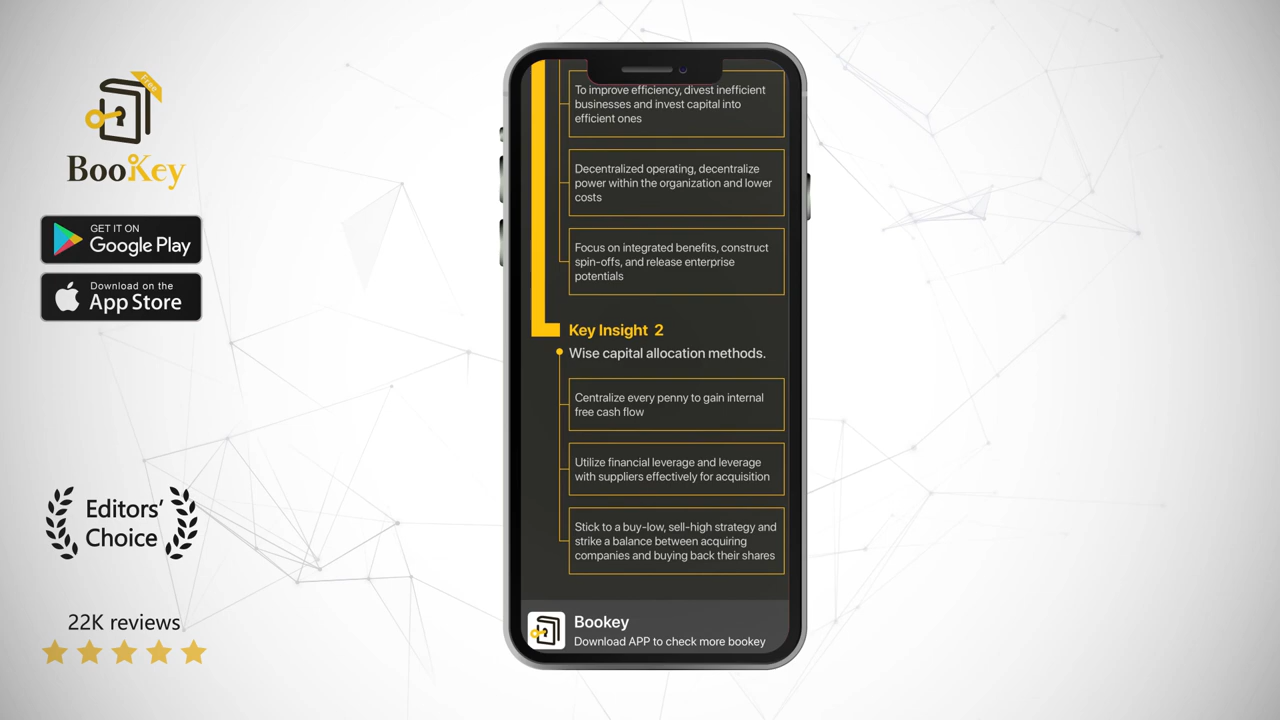 Free
BooKey
GET IT ON
Google Play
Download on the
App Store
Editors'
Choice
22K reviews
To improve efficiency, divest inefficient
businesses and invest capital into
efficient ones
Decentralized operating, decentralize
power within the organization and lower
costs
Focus on integrated benefits, construct
spin-offs, and release enterprise
potentials
Key Insight 2
Wise capital allocation methods.
Centralize every penny to gain internal
free cash flow
Utilize financial leverage and leverage
with suppliers effectively for acquisition
Stick to a buy-low, sell-high strategy and
strike a balance between acquiring
companies and buying back their shares
Bookey
Download APP to check more bookey